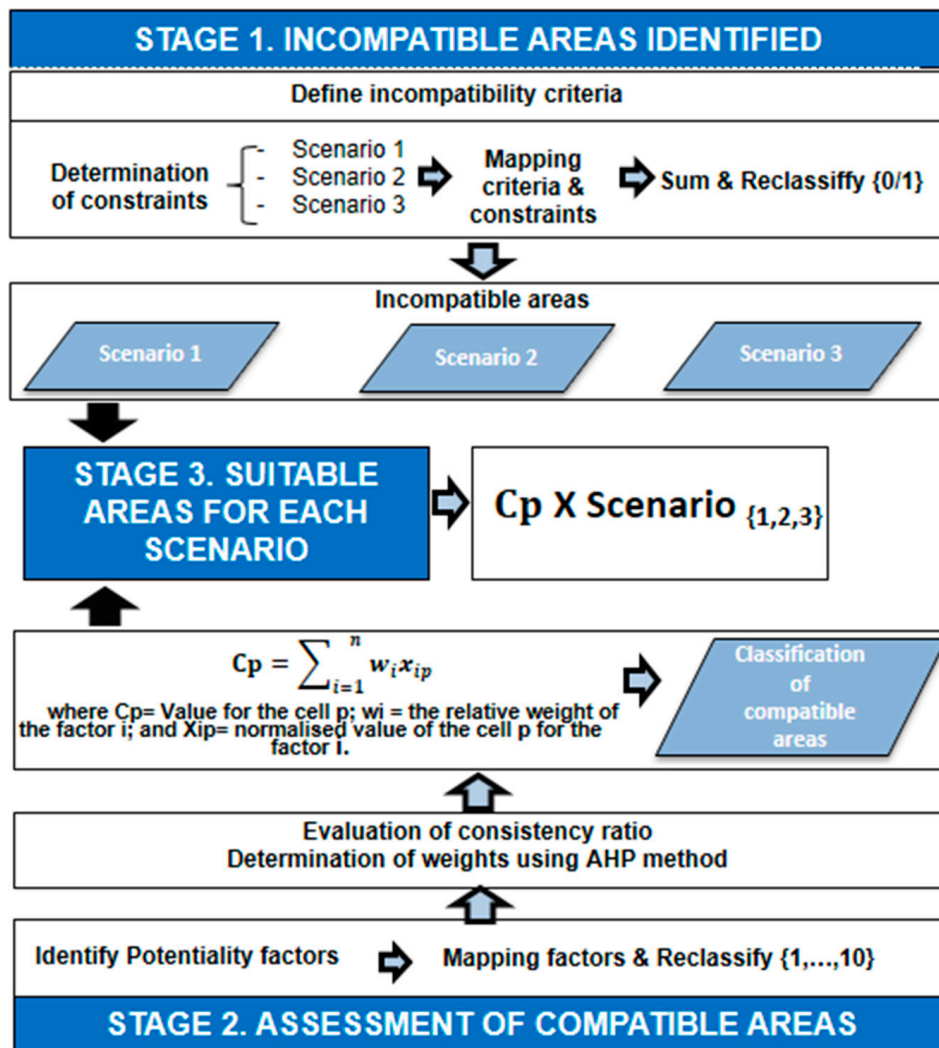 STAGE 1. INCOMPATIBLE AREAS IDENTIFIED
Define incompatibility criteria
Determination
of constraints
- Scenario 1
- Scenario 2
- Scenario 3
Mapping
criteria &
constraints
Sum & Reclassiffy {0/1}
Incompatible areas
Scenario 1
Scenario 2
Scenario 3
STAGE 3. SUITABLE
AREAS FOR EACH
SCENARIO
Cp X Scenario {1,2,3}
Cp = ∑ⁿᵢ₌₁ wᵢxᵢₚ
where Cp= Value for the cell p; wi = the relative weight of
the factor i; and Xip= normalised value of the cell p for the
factor i.
Classification
of
compatible
areas
Evaluation of consistency ratio
Determination of weights using AHP method
Identify Potentiality factors
Mapping factors & Reclassify {1,...,10}
STAGE 2. ASSESSMENT OF COMPATIBLE AREAS